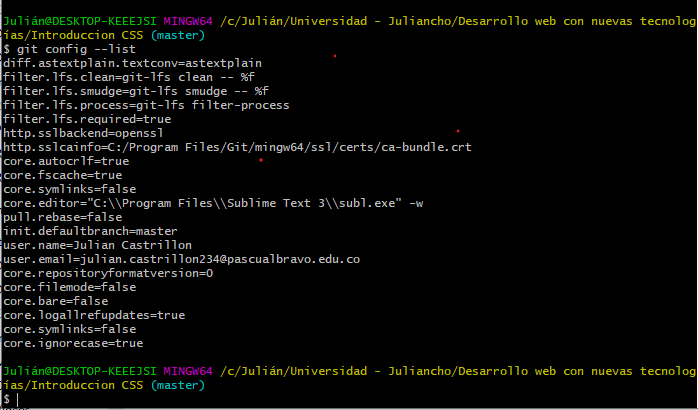 Julián@DESKTOP-KEEEJSI MINGW64 /c/Julián/Universidad - Juliancho/Desarrollo web con nuevas tecnolog
ías/Introduccion CSS (master)
$ git config --list
diff.astextplain.textconv=astextplain
filter.lfs.clean=git-lfs clean -- %f
filter.lfs.smudge=git-lfs smudge -- %f
filter.lfs.process=git-lfs filter-process
filter.lfs.required=true
http.sslbackend=openssl
http.sslcainfo=C:/Program Files/Git/mingw64/ssl/certs/ca-bundle.crt
core.autocrlf=true
core.fscache=true
core.symlinks=false
core.editor="C:\\Program Files\\Sublime Text 3\\subl.exe" -w
pull.rebase=false
init.defaultbranch=master
user.name=Julian Castrillon
user.email=julian.castrillon234@pascualbravo.edu.co
core.repositoryformatversion=0
core.filemode=false
core.bare=false
core.logallrefupdates=true
core.symlinks=false
core.ignorecase=true
Julián@DESKTOP-KEEEJSI MINGW64 /c/Julián/Universidad - Juliancho/Desarrollo web con nuevas tecnolog
ías/Introduccion CSS (master)
$